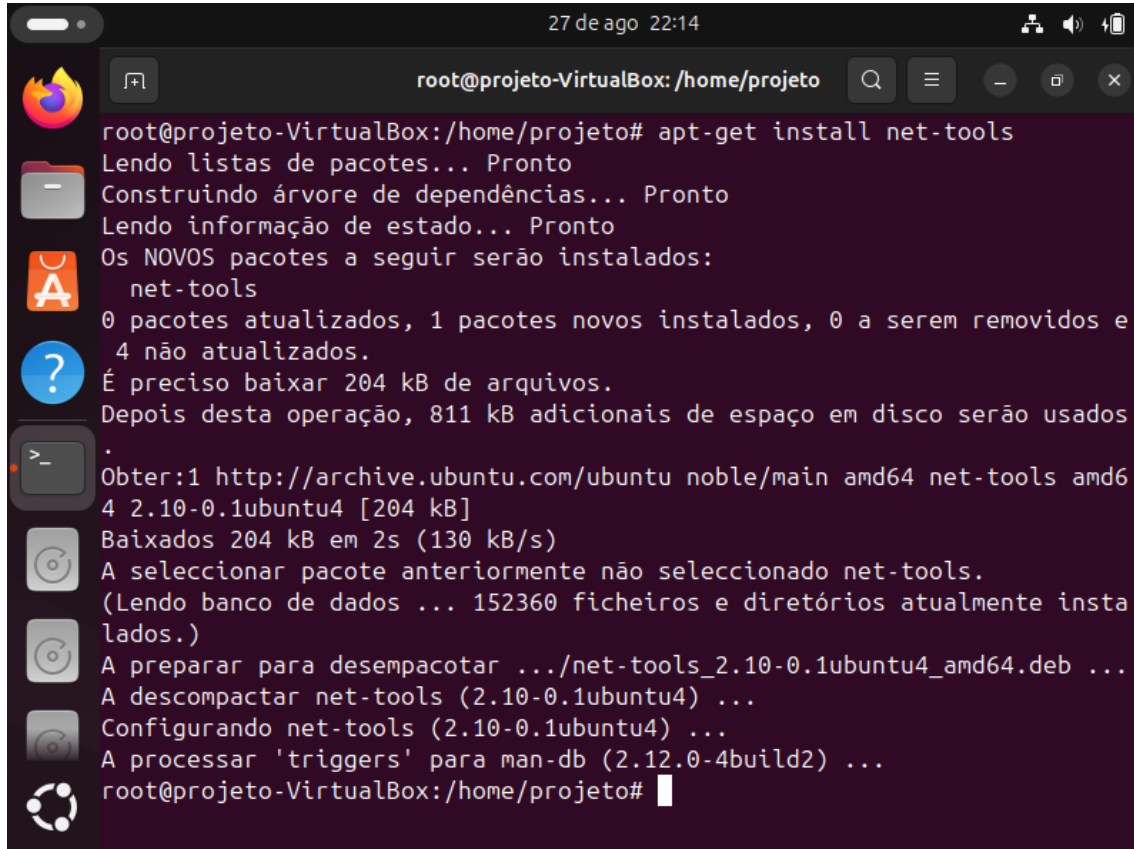 27 de ago 22:14
root@projeto-VirtualBox: /home/projeto
root@projeto-VirtualBox:/home/projeto# apt-get install net-tools
Lendo listas de pacotes... Pronto
Construindo árvore de dependências... Pronto
Lendo informação de estado... Pronto
Os NOVOS pacotes a seguir serão instalados:
  net-tools
0 pacotes atualizados, 1 pacotes novos instalados, 0 a serem removidos e
 4 não atualizados.
É preciso baixar 204 kB de arquivos.
Depois desta operação, 811 kB adicionais de espaço em disco serão usados
.
Obter:1 http://archive.ubuntu.com/ubuntu noble/main amd64 net-tools amd6
4 2.10-0.1ubuntu4 [204 kB]
Baixados 204 kB em 2s (130 kB/s)
A seleccionar pacote anteriormente não seleccionado net-tools.
(Lendo banco de dados ... 152360 ficheiros e diretórios atualmente insta
lados.)
A preparar para desempacotar .../net-tools_2.10-0.1ubuntu4_amd64.deb ...
A descompactar net-tools (2.10-0.1ubuntu4) ...
Configurando net-tools (2.10-0.1ubuntu4) ...
A processar 'triggers' para man-db (2.12.0-4build2) ...
root@projeto-VirtualBox:/home/projeto#